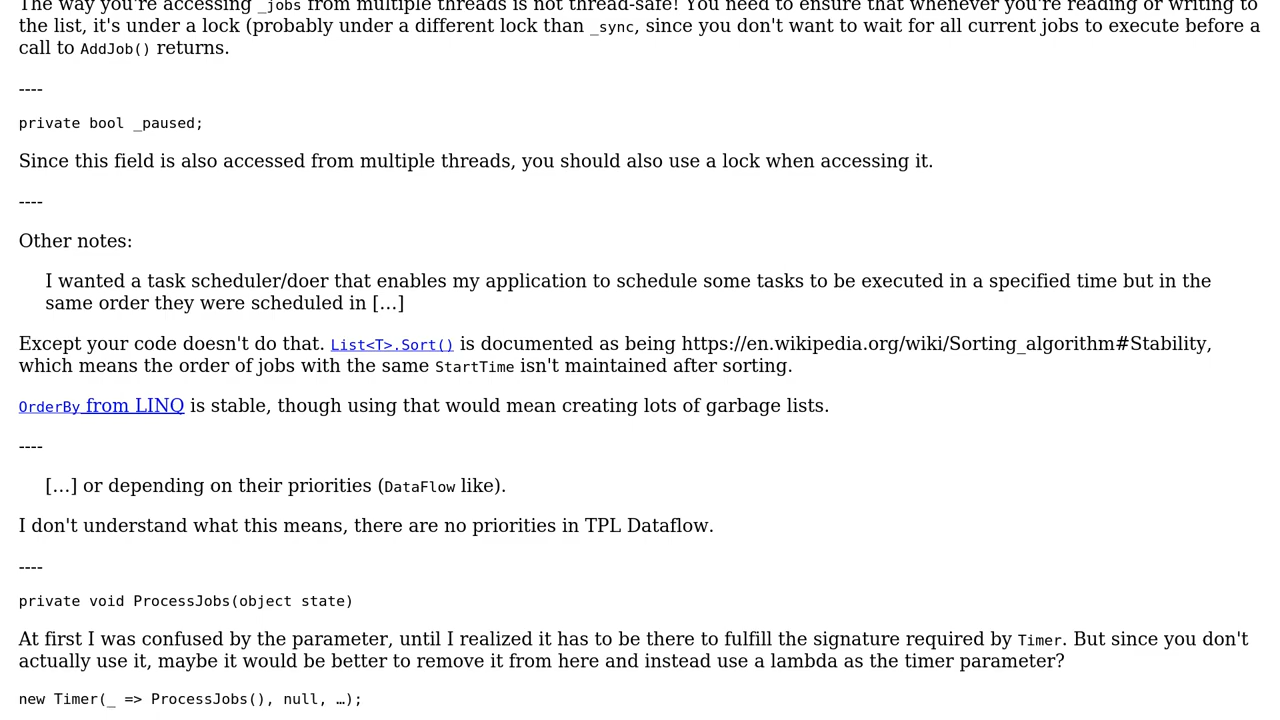 The way you're accessing _jobs from multiple threads is not thread-safe! You need to ensure that whenever you're reading or writing to
the list, it's under a lock (probably under a different lock than _sync, since you don't want to wait for all current jobs to execute before a
call to AddJob() returns.
----
private bool _paused;
Since this field is also accessed from multiple threads, you should also use a lock when accessing it.
----
Other notes:
I wanted a task scheduler/doer that enables my application to schedule some tasks to be executed in a specified time but in the
same order they were scheduled in […]
Except your code doesn't do that. List<T>.Sort() is documented as being https://en.wikipedia.org/wiki/Sorting_algorithm#Stability,
which means the order of jobs with the same StartTime isn't maintained after sorting.
OrderBy from LINQ is stable, though using that would mean creating lots of garbage lists.
----
[…] or depending on their priorities (DataFlow like).
I don't understand what this means, there are no priorities in TPL Dataflow.
----
private void ProcessJobs(object state)
At first I was confused by the parameter, until I realized it has to be there to fulfill the signature required by Timer. But since you don't
actually use it, maybe it would be better to remove it from here and instead use a lambda as the timer parameter?
new Timer(_ => ProcessJobs(), null, …);